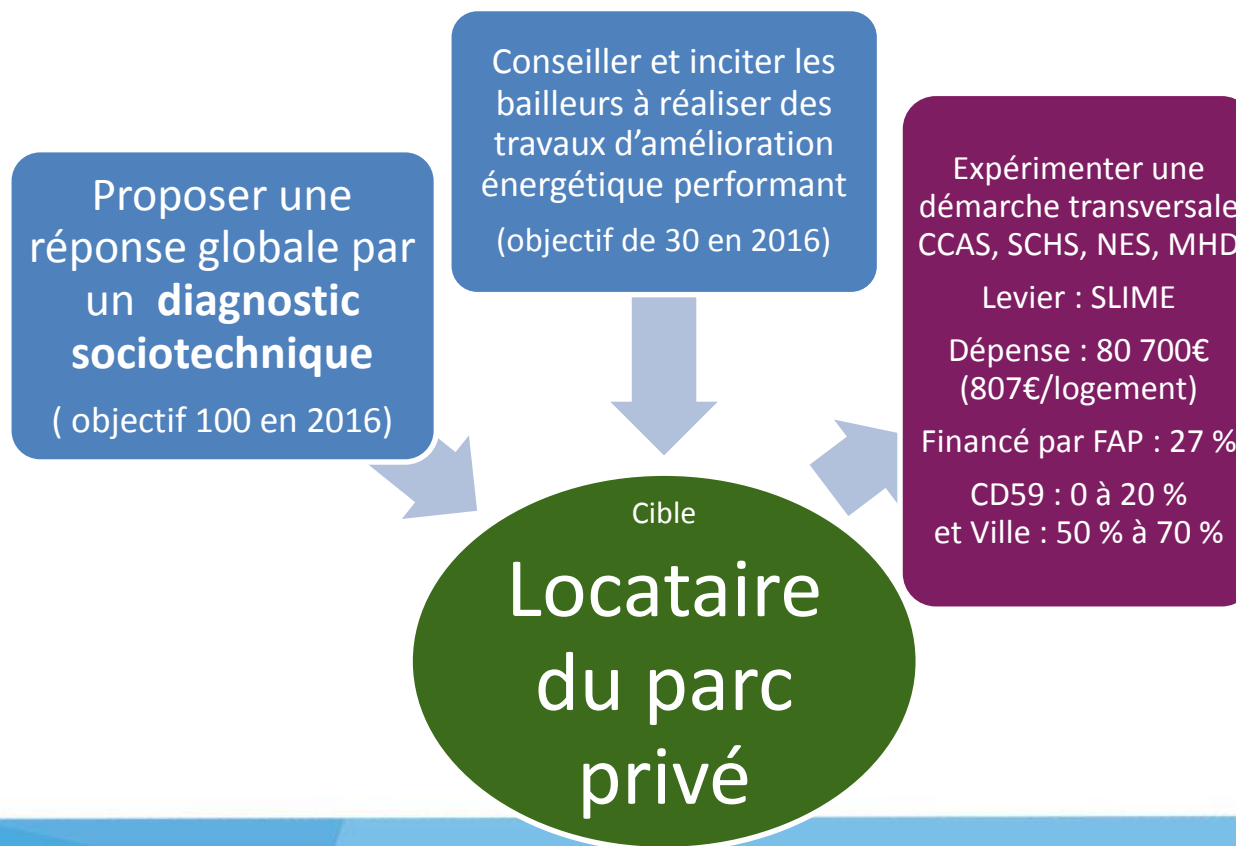 Proposer une
réponse globale par
un diagnostic
sociotechnique
( objectif 100 en 2016)
Conseiller et inciter les
bailleurs à réaliser des
travaux d’amélioration
énergétique performant
(objectif de 30 en 2016)
Expérimenter une
démarche transversale
CCAS, SCHS, NES, MHD
Levier : SLIME
Dépense : 80 700€
(807€/logement)
Financé par FAP : 27 %
CD59 : 0 à 20 %
et Ville : 50 % à 70 %
Cible
Locataire
du parc
privé